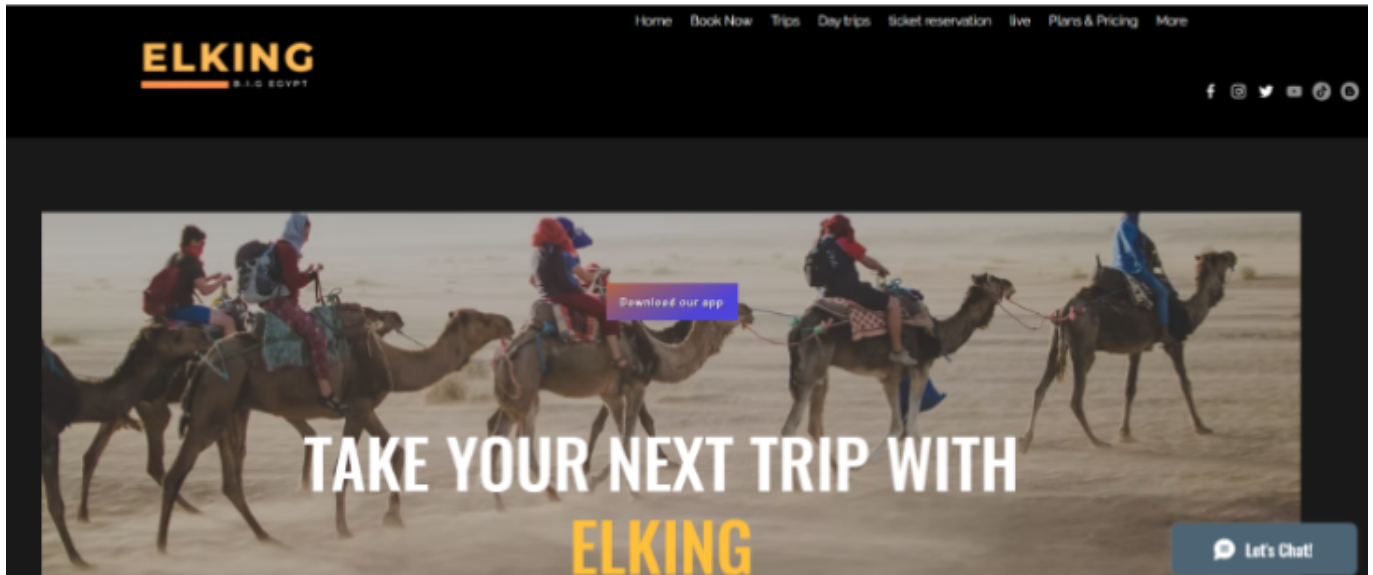 Home Book Now Trips Day trips ticket reservation live Plans & Pricing More
ELKING
B.I.G EGYPT
Download our app
TAKE YOUR NEXT TRIP WITH
ELKING
Let's Chat!